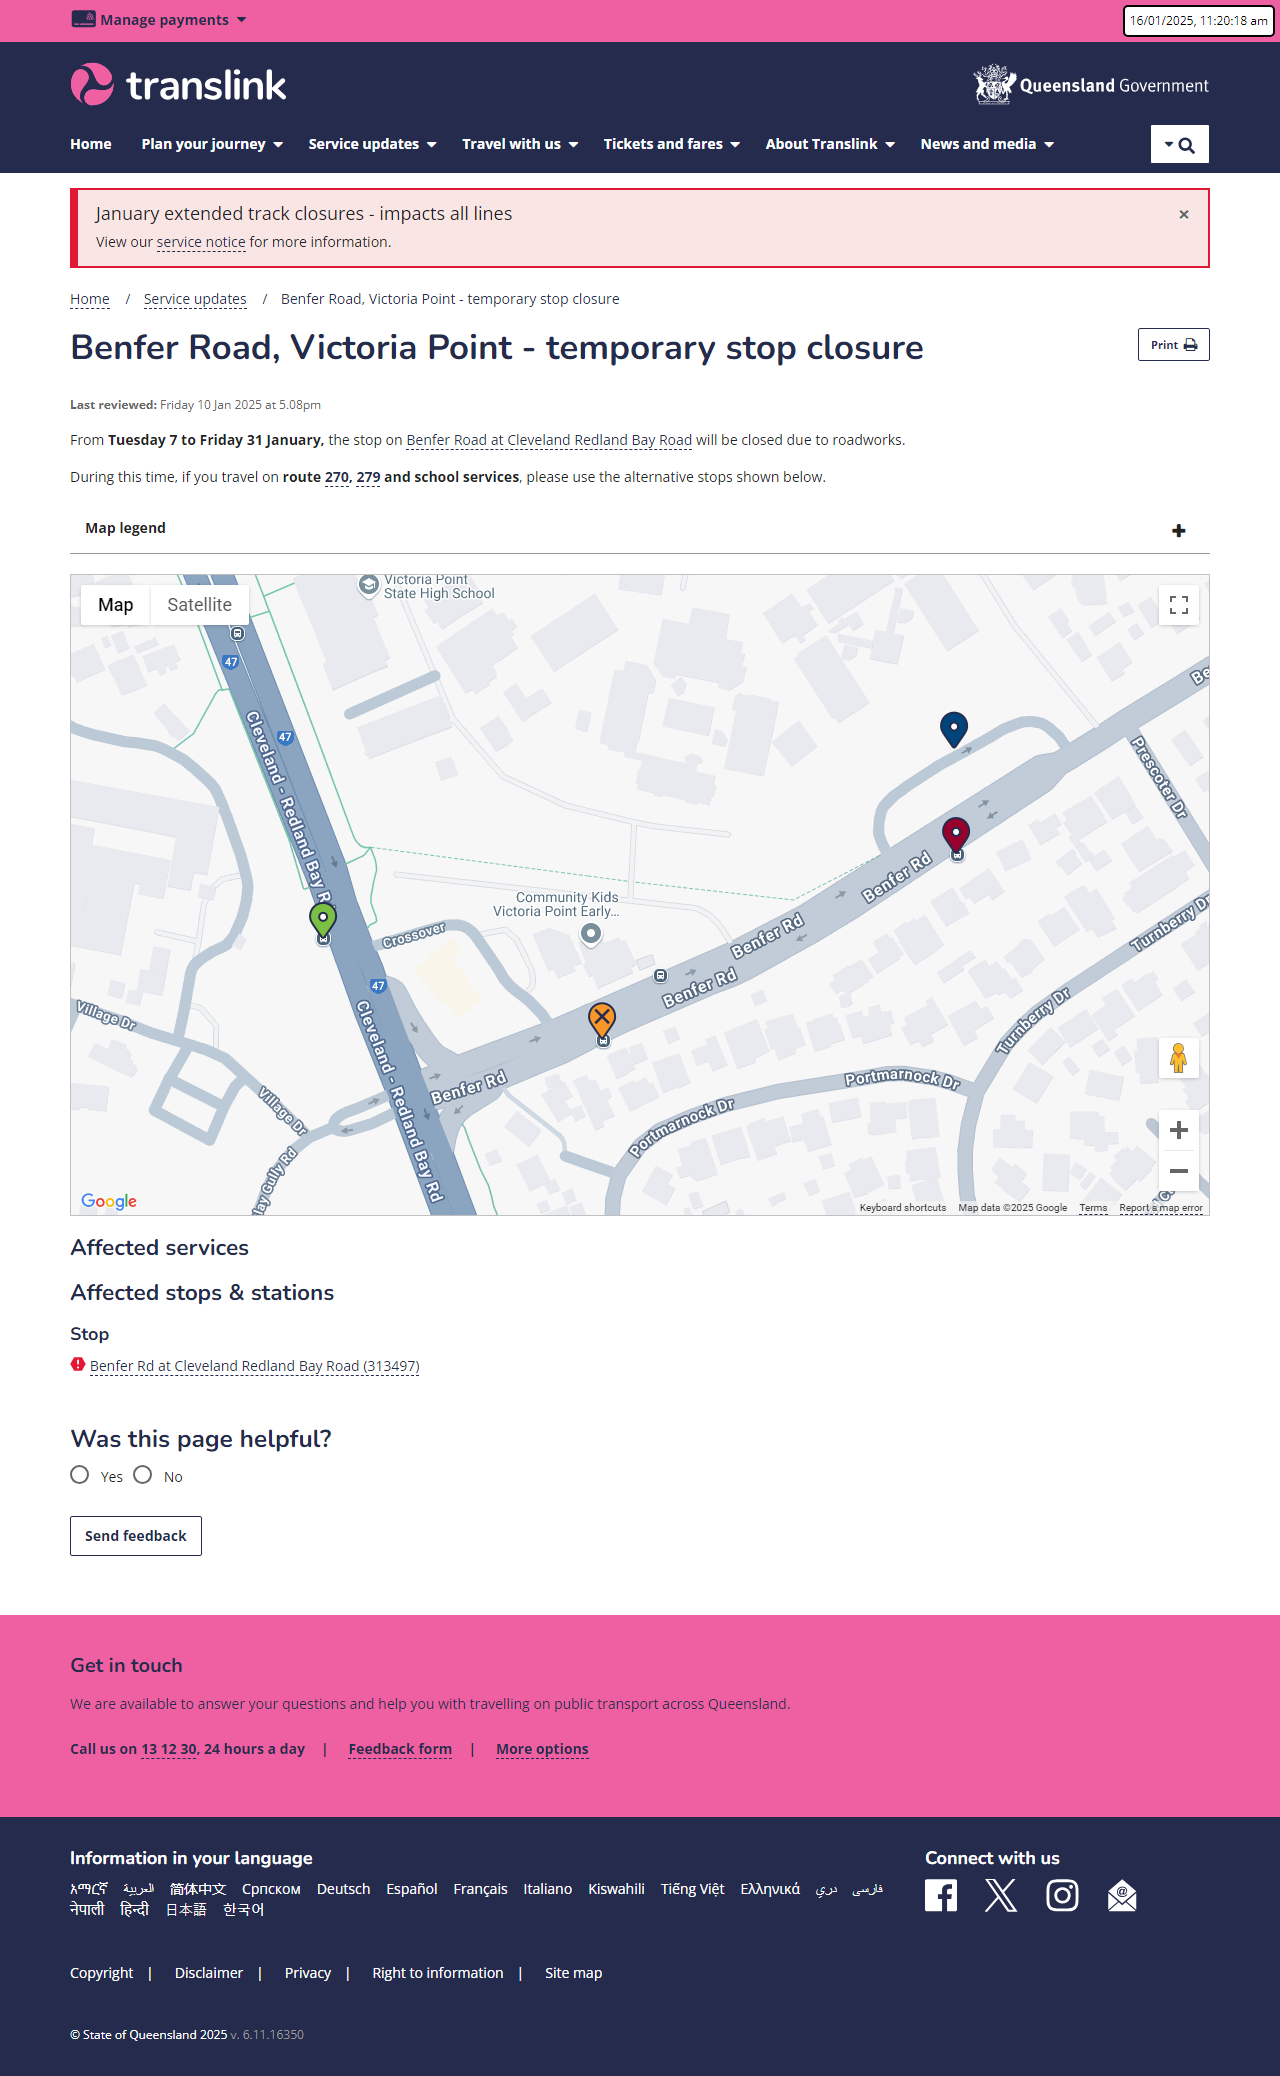 Manage payments
16/01/2025, 11:20:18 am
translink
Queensland Government
Home Plan your journey Service updates Travel with us Tickets and fares About Translink News and media
January extended track closures - impacts all lines
×
View our service notice for more information.
Home / Service updates / Benfer Road, Victoria Point - temporary stop closure
Benfer Road, Victoria Point - temporary stop closure
Print
Last reviewed: Friday 10 Jan 2025 at 5.08pm
From Tuesday 7 to Friday 31 January, the stop on Benfer Road at Cleveland Redland Bay Road will be closed due to roadworks.
During this time, if you travel on route 270, 279 and school services, please use the alternative stops shown below.
Map legend
Map Satellite
Victoria Point
State High School
47
Cleveland - Redland Bay R
47
Be
Prescoter Dr
Benfer Rd
Community Kids
Victoria Point Early...
Crossover
Benfer Rd
Turnberry Dr
Benfer Rd
47
Village Dr
Cleveland - Redland Bay Rd
Turnberry Dr
Benfer Rd
Portmarnock Dr
Village Dr
Portmarnock Dr
lay Gully Rd
Google
Keyboard shortcuts Map data ©2025 Google Terms Report a map error
Affected services
Affected stops & stations
Stop
Benfer Rd at Cleveland Redland Bay Road (313497)
Was this page helpful?
Yes No
Send feedback
Get in touch
We are available to answer your questions and help you with travelling on public transport across Queensland.
Call us on 13 12 30, 24 hours a day | Feedback form | More options
Information in your language
Connect with us
አማርኛ العربية 简体中文 Српском Deutsch Español Français Italiano Kiswahili Tiếng Việt Ελληνικά دري فارسی
नेपाली हिन्दी 日本語 한국어
Copyright | Disclaimer | Privacy | Right to information | Site map
© State of Queensland 2025 v. 6.11.16350